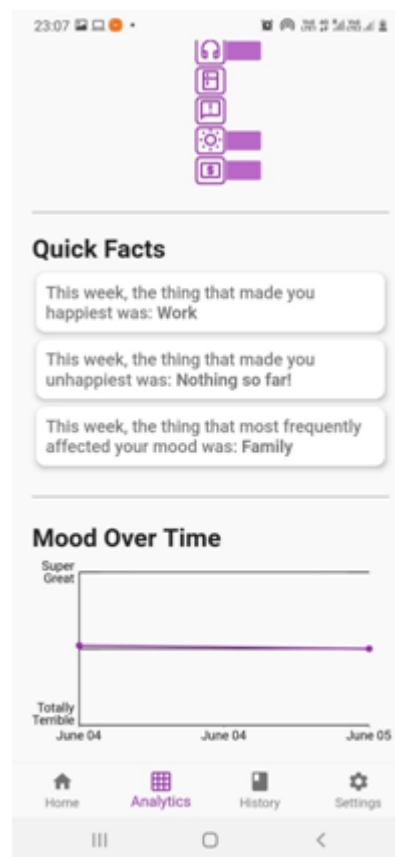 23:07
Quick Facts
This week, the thing that made you
happiest was: Work
This week, the thing that made you
unhappiest was: Nothing so far!
This week, the thing that most frequently
affected your mood was: Family
Mood Over Time
Super
Great
Totally
Terrible
June 04 June 04 June 05
Home Analytics History Settings